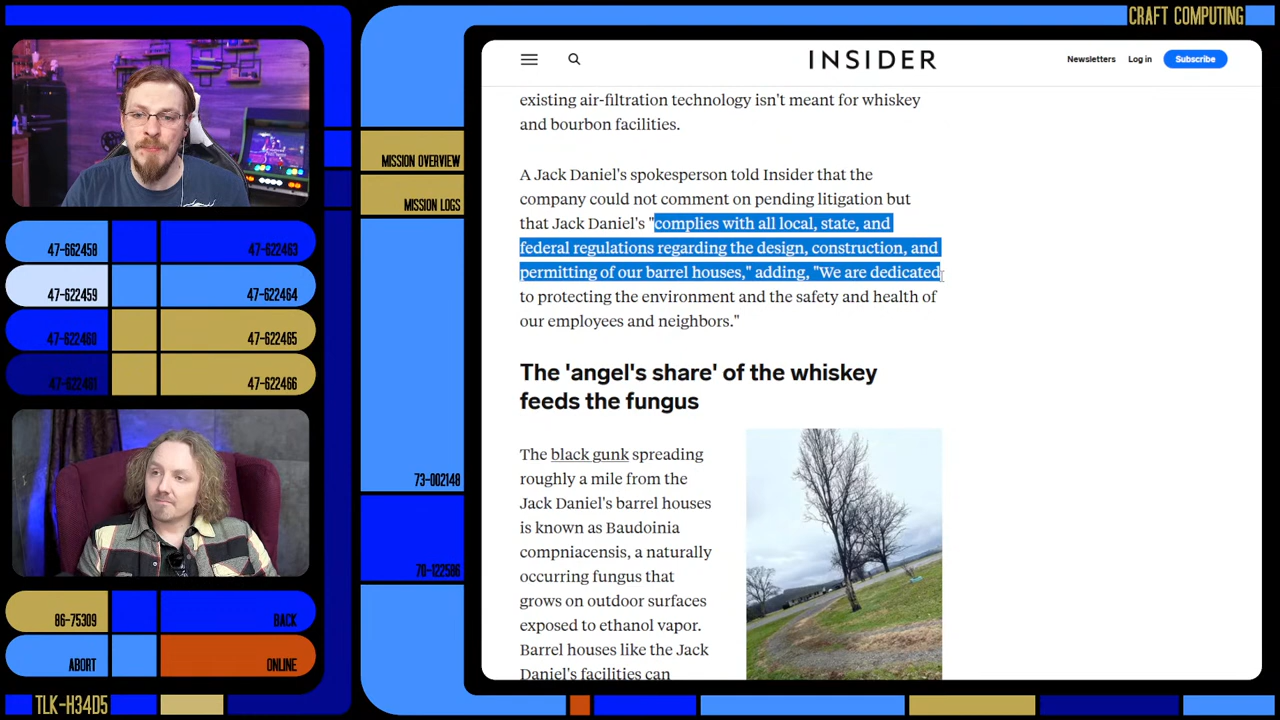 CRAFT COMPUTING
INSIDER
Newsletters
Log in
Subscribe
existing air-filtration technology isn't meant for whiskey
and bourbon facilities.
A Jack Daniel's spokesperson told Insider that the
company could not comment on pending litigation but
that Jack Daniel's "complies with all local, state, and
federal regulations regarding the design, construction, and
permitting of our barrel houses," adding, "We are dedicated
to protecting the environment and the safety and health of
our employees and neighbors."
The 'angel's share' of the whiskey
feeds the fungus
The black gunk spreading
roughly a mile from the
Jack Daniel's barrel houses
is known as Baudoinia
compniacensis, a naturally
occurring fungus that
grows on outdoor surfaces
exposed to ethanol vapor.
Barrel houses like the Jack
Daniel's facilities can
MISSION OVERVIEW
MISSION LOGS
73-002148
70-122586
47-662458
47-622463
47-622459
47-622464
47-622460
47-622465
47-622461
47-622466
86-75309
BACK
ABORT
ONLINE
TLK-H34D5